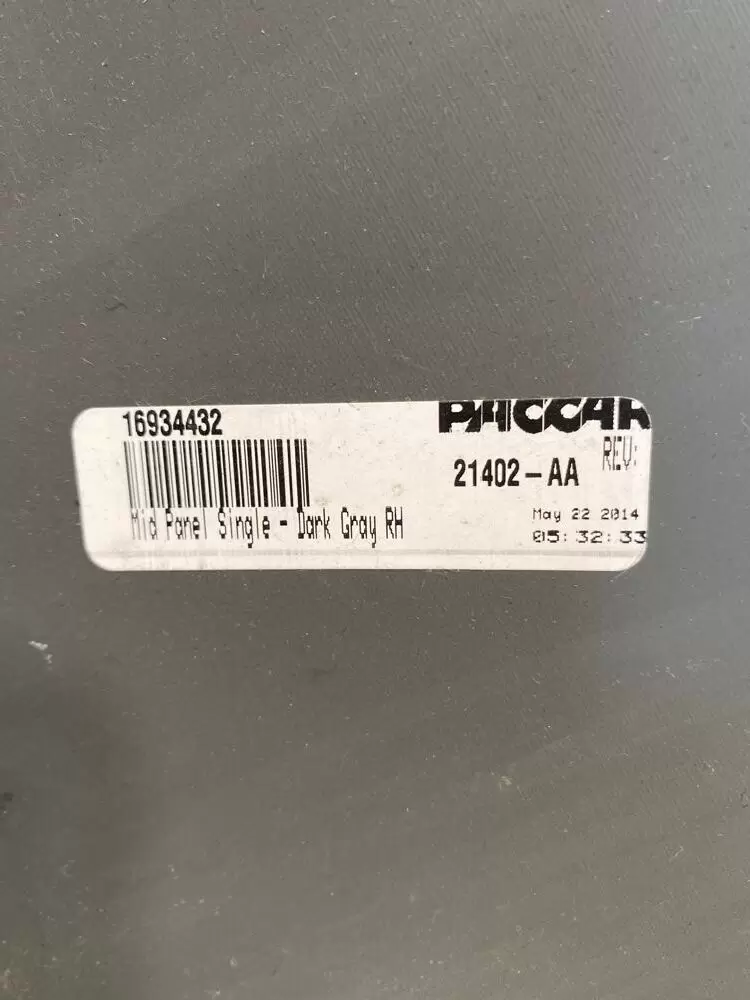 16934432
PACCAR
REV:
21402-AA
Mid Panel Single - Dark Gray RH
May 22 2014
05:32:33